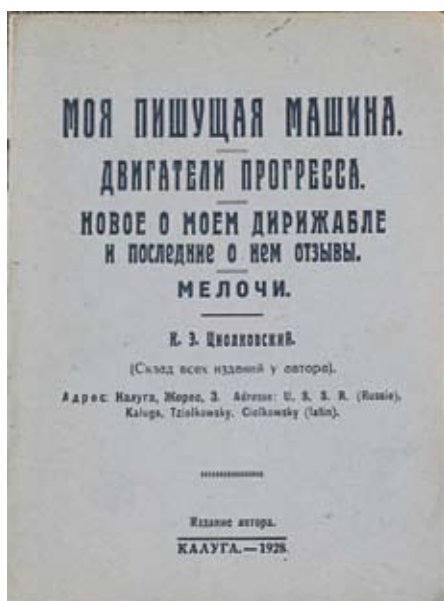 МОЯ ПИШУЩАЯ МАШИНА.
ДВИГАТЕЛИ ПРОГРЕССА.
НОВОЕ О МОЕМ ДИРИЖАБЛЕ
И ПОСЛЕДНИЕ О НЕМ ОТЗЫВЫ.
МЕЛОЧИ.
К. Э. Циолковский.
(Склад всех изданий у автора).
Адрес: Калуга, Жорес, 3. Adresse: U. S. S. R. (Russie),
Kaluga, Tziolkowsky, Ciolkowsky (latin).
Издание автора.
КАЛУГА.—1928.